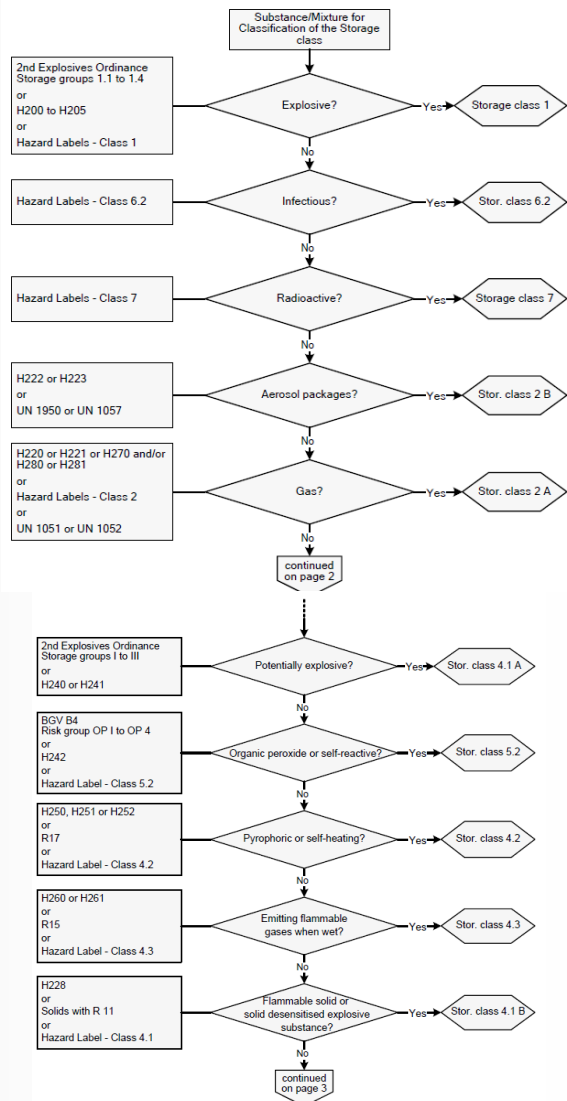 Substance/Mixture for
Classification of the Storage
class
2nd Explosives Ordinance
Storage groups 1.1 to 1.4
or
H200 to H205
or
Hazard Labels - Class 1
Explosive?
Yes
Storage class 1
No
Hazard Labels - Class 6.2
Infectious?
Yes
Stor. class 6.2
No
Hazard Labels - Class 7
Radioactive?
Yes
Storage class 7
No
H222 or H223
or
UN 1950 or UN 1057
Aerosol packages?
Yes
Stor. class 2 B
No
H220 or H221 or H270 and/or
H280 or H281
or
Hazard Labels - Class 2
or
UN 1051 or UN 1052
Gas?
Yes
Stor. class 2 A
No
continued
on page 2
2nd Explosives Ordinance
Storage groups I to III
or
H240 or H241
Potentially explosive?
Yes
Stor. class 4.1 A
No
BGV B4
Risk group OP I to OP 4
or
H242
or
Hazard Label - Class 5.2
Organic peroxide or self-reactive?
Yes
Stor. class 5.2
No
H250, H251 or H252
or
R17
or
Hazard Label - Class 4.2
Pyrophoric or self-heating?
Yes
Stor. class 4.2
No
H260 or H261
or
R15
or
Hazard Label - Class 4.3
Emitting flammable
gases when wet?
Yes
Stor. class 4.3
No
H228
or
Solids with R 11
or
Hazard Label - Class 4.1
Flammable solid or
solid desensitised explosive
substance?
Yes
Stor. class 4.1 B
No
continued
on page 3